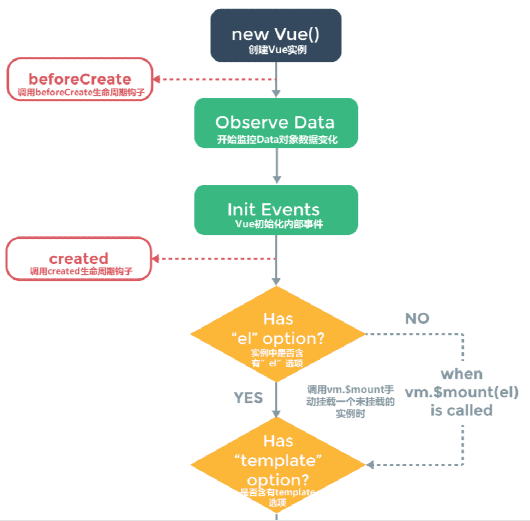 new Vue()
创建Vue实例
beforeCreate
调用beforeCreate生命周期钩子
Observe Data
开始监控Data对象数据变化
Init Events
Vue初始化内部事件
created
调用created生命周期钩子
Has
“el” option?
实例中是否含
有”el”选项
NO
YES
调用vm.$mount手
动挂载一个未挂载的
实例时
when
vm.$mount(el)
is called
Has
“template”
option?
是否含有template
选项